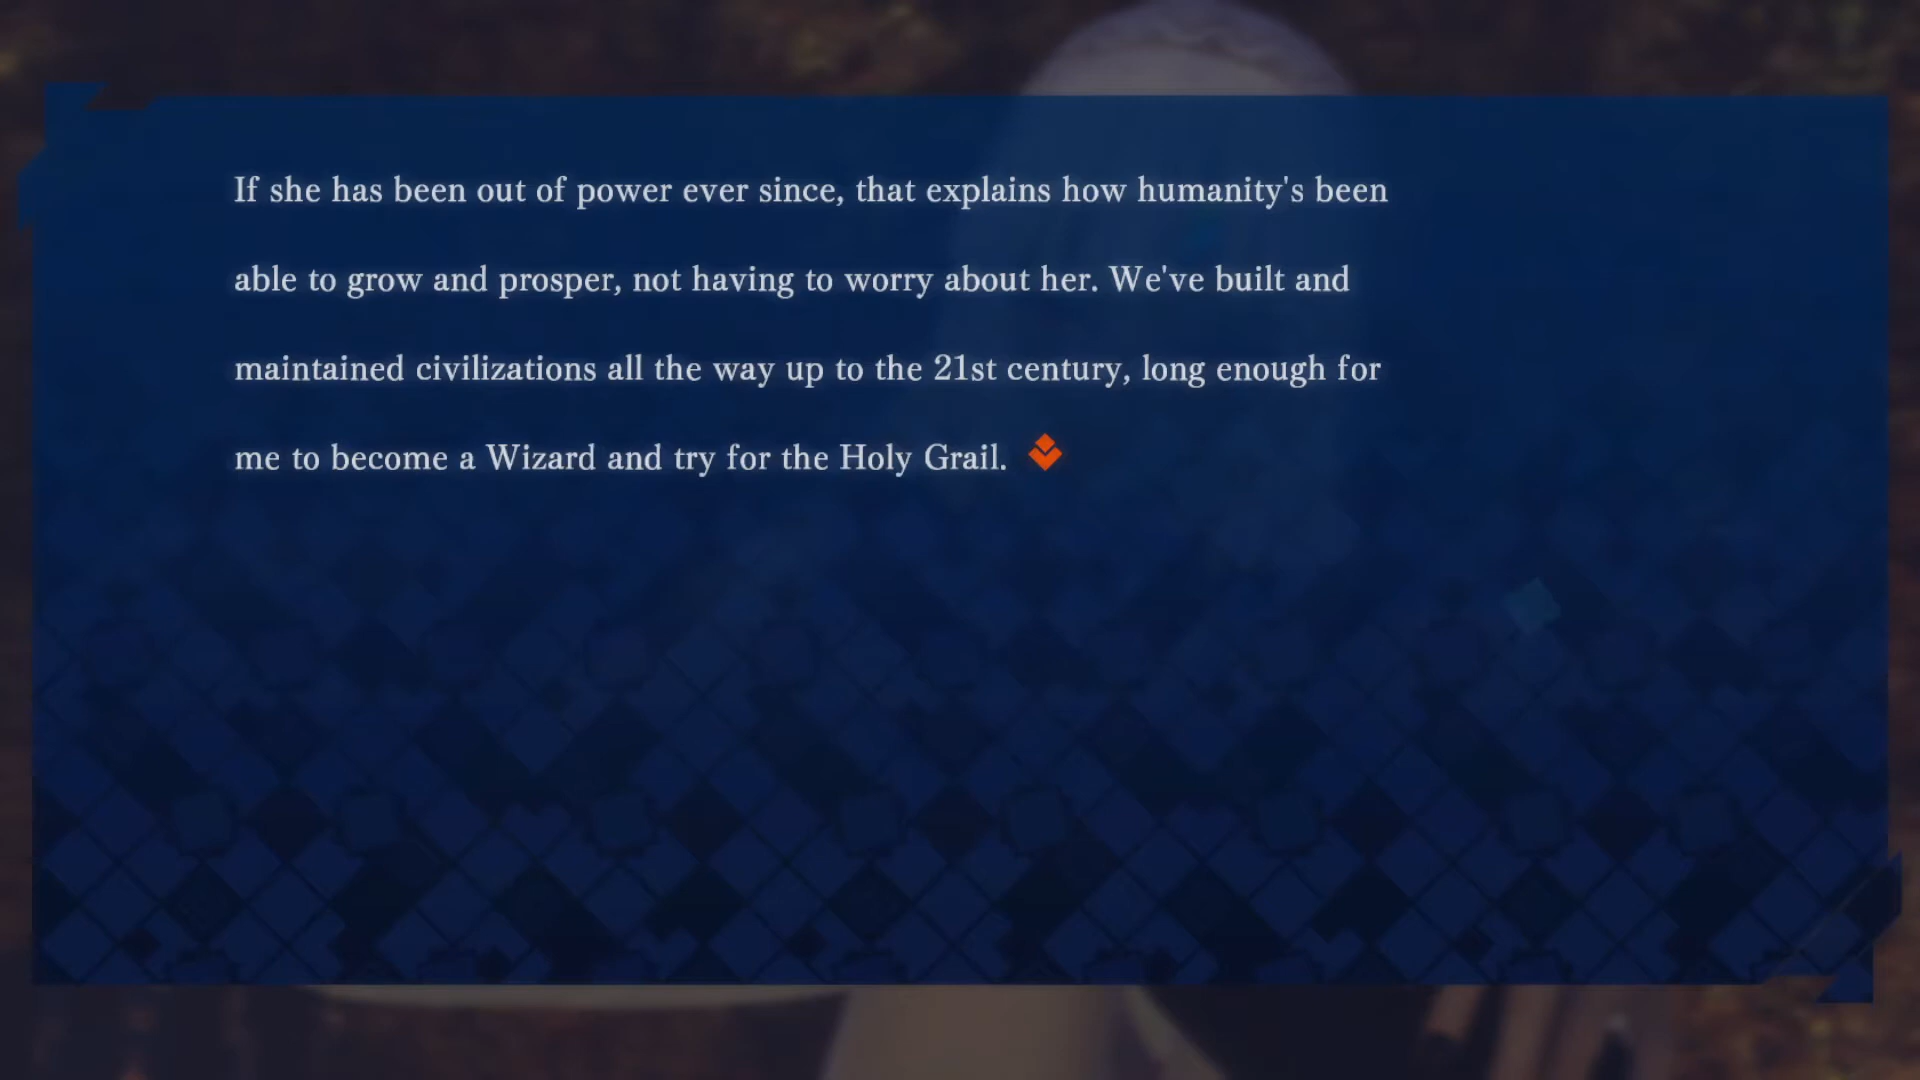 If she has been out of power ever since, that explains how humanity's been
able to grow and prosper, not having to worry about her. We've built and
maintained civilizations all the way up to the 21st century, long enough for
me to become a Wizard and try for the Holy Grail.